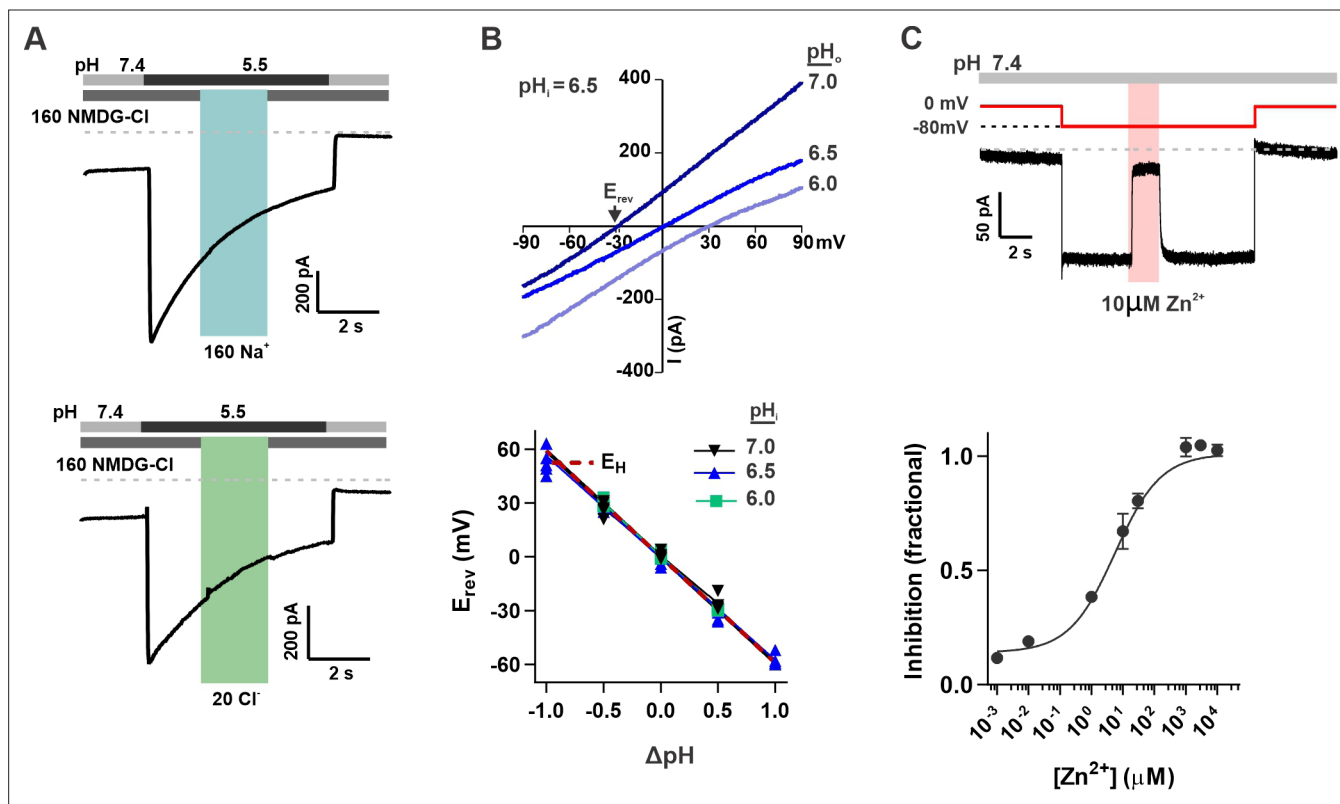 A
pH 7.4 5.5
160 NMDG-Cl
200 pA
2 s
160 Na⁺
pH 7.4 5.5
160 NMDG-Cl
200 pA
2 s
20 Cl⁻
B
pHₒ
pHᵢ = 6.5
400
7.0
200
6.5
6.0
E_rev
-90 -60 -30 0 30 60 90 mV
-200
-400
I (pA)
pHᵢ
7.0
6.5
6.0
E_H
60
30
0
-30
-60
E_rev (mV)
-1.0 -0.5 0.0 0.5 1.0
ΔpH
C
pH 7.4
0 mV
-80mV
50 pA
2 s
10μM Zn²⁺
1.0
0.5
0.0
Inhibition (fractional)
10⁻³ 10⁻² 10⁻¹ 10⁰ 10¹ 10² 10³ 10⁴
[Zn²⁺] (μM)